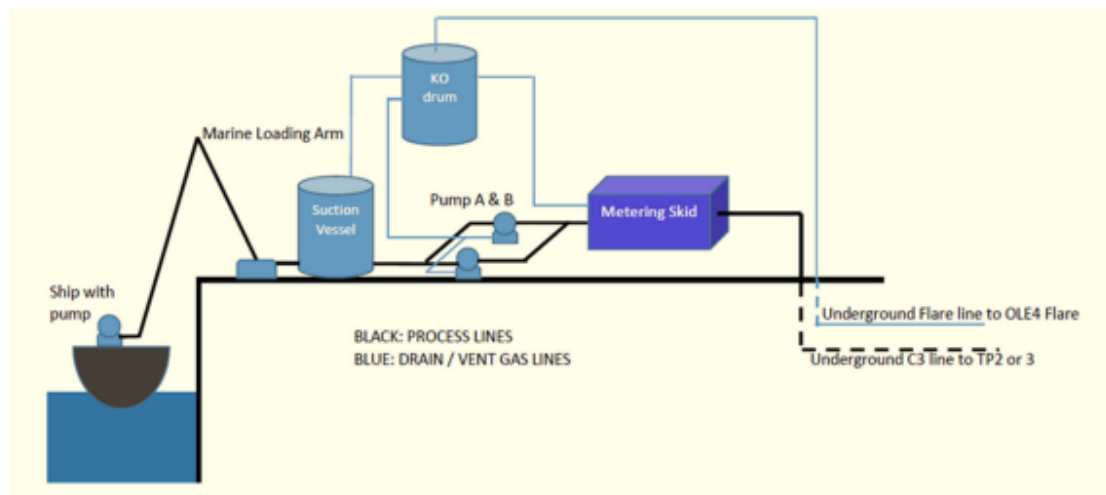 KO
drum
Marine Loading Arm
Suction
Vessel
Pump A & B
Metering Skid
Ship with
pump
Underground Flare line to OLE4 Flare
BLACK: PROCESS LINES
BLUE: DRAIN / VENT GAS LINES
Underground C3 line to TP2 or 3